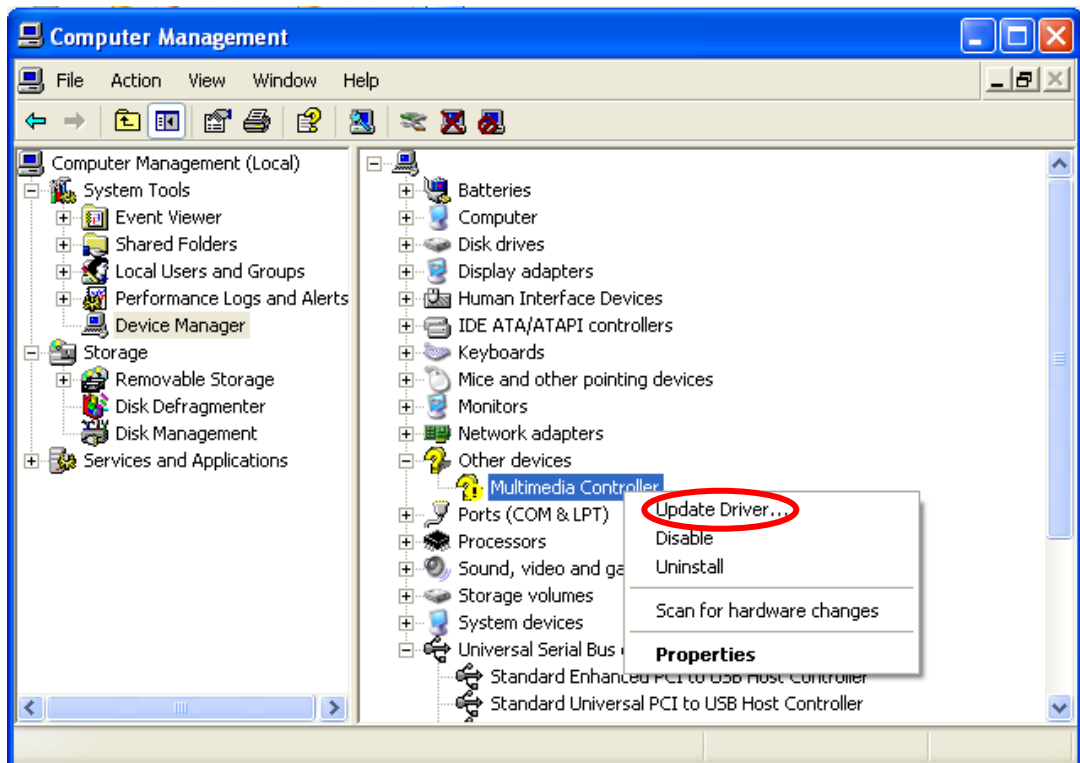 Computer Management
File Action View Window Help
Computer Management (Local)
System Tools
Event Viewer
Shared Folders
Local Users and Groups
Performance Logs and Alerts
Device Manager
Storage
Removable Storage
Disk Defragmenter
Disk Management
Services and Applications
Batteries
Computer
Disk drives
Display adapters
Human Interface Devices
IDE ATA/ATAPI controllers
Keyboards
Mice and other pointing devices
Monitors
Network adapters
Other devices
Multimedia Controller
Ports (COM & LPT)
Processors
Sound, video and ga
Storage volumes
System devices
Universal Serial Bus
Standard Enhanced PCI to USB Host Controller
Standard Universal PCI to USB Host Controller
Update Driver...
Disable
Uninstall
Scan for hardware changes
Properties